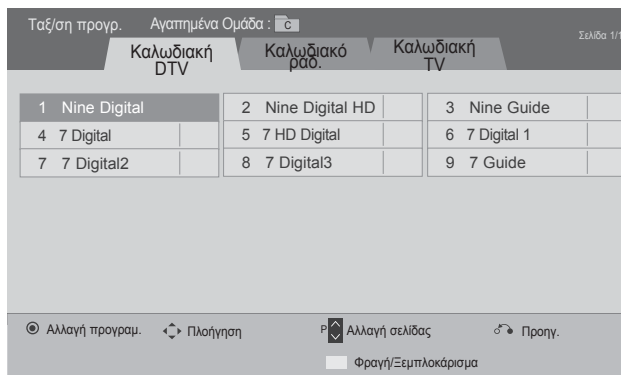 Ταξ/ση προγρ. Αγαπημένα Ομάδα : C
Σελίδα 1/1
Καλωδιακή DTV
Καλωδιακό ράδ.
Καλωδιακή TV
1 Nine Digital 2 Nine Digital HD 3 Nine Guide
4 7 Digital 5 7 HD Digital 6 7 Digital 1
7 7 Digital2 8 7 Digital3 9 7 Guide
Αλλαγή προγραμ. Πλοήγηση P Αλλαγή σελίδας Προηγ.
Φραγή/Ξεμπλοκάρισμα